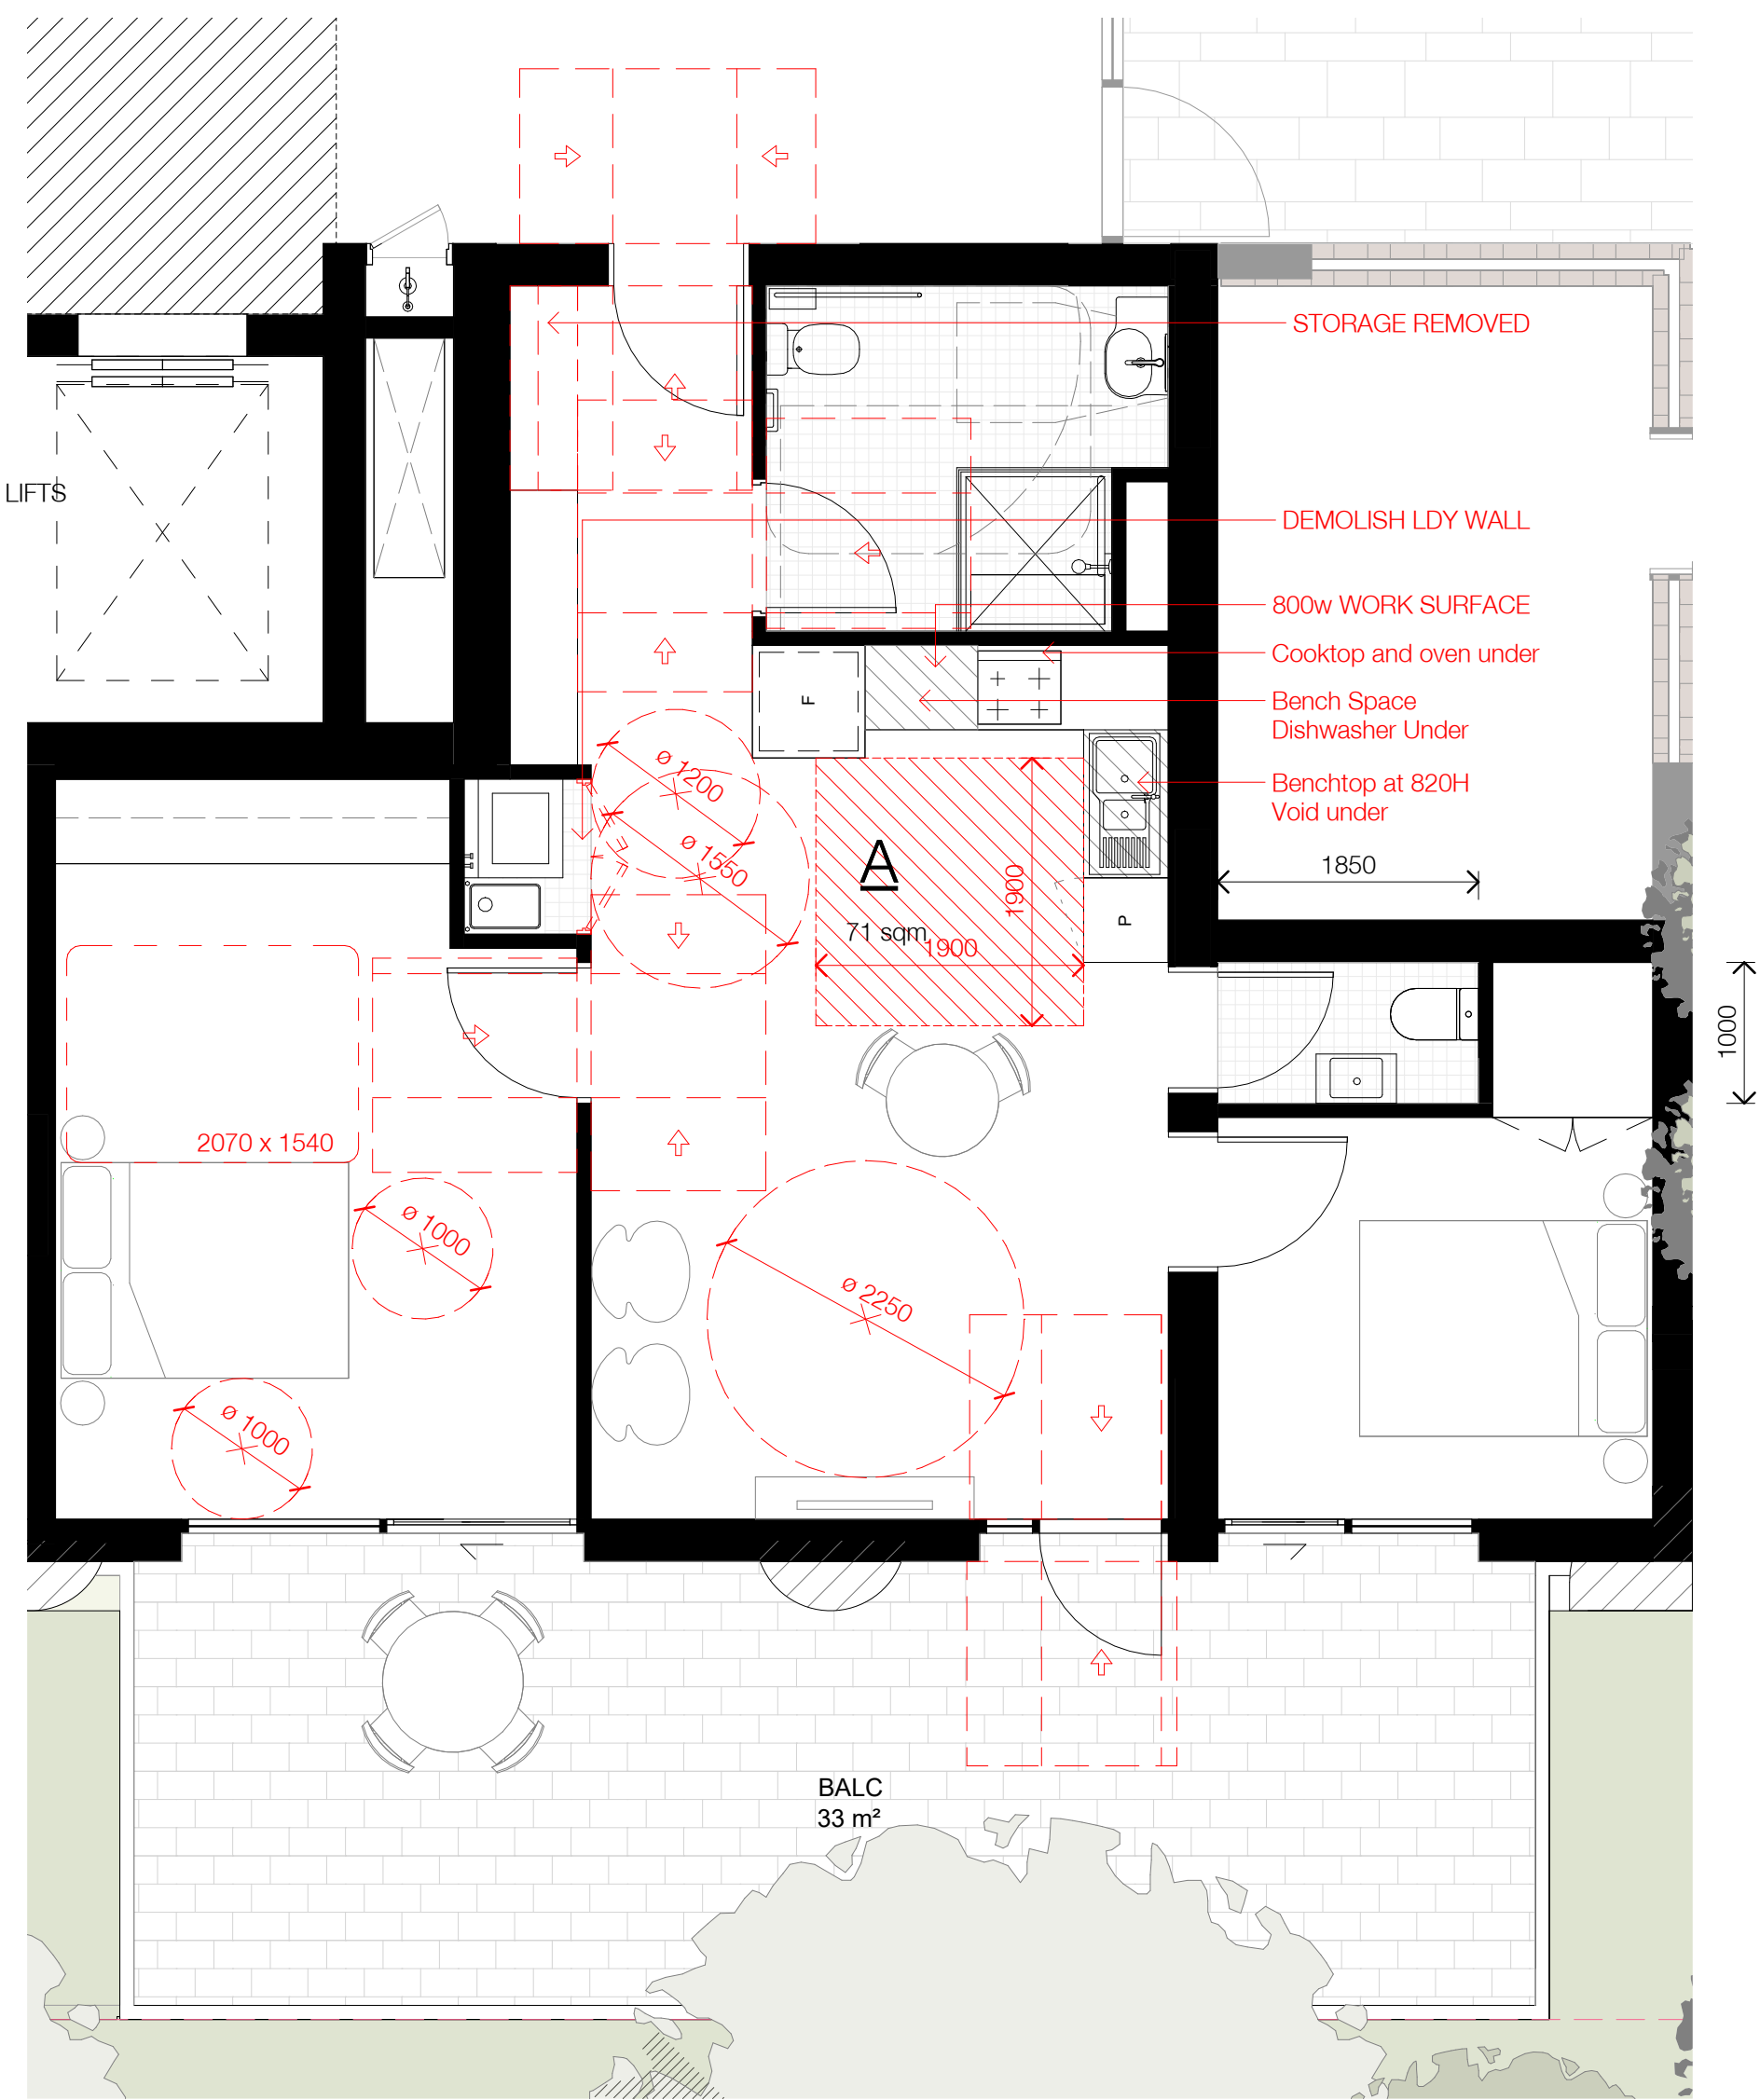 STORAGE REMOVED
LIFTS
DEMOLISH LDY WALL
800w WORK SURFACE
Cooktop and oven under
F
Bench Space
Dishwasher Under
ø 1200
Benchtop at 820H
Void under
ø 1550
A
1900
1850
71 sqm
1900
P
1000
2070 x 1540
ø 1000
ø 2250
ø 1000
BALC
33 m²